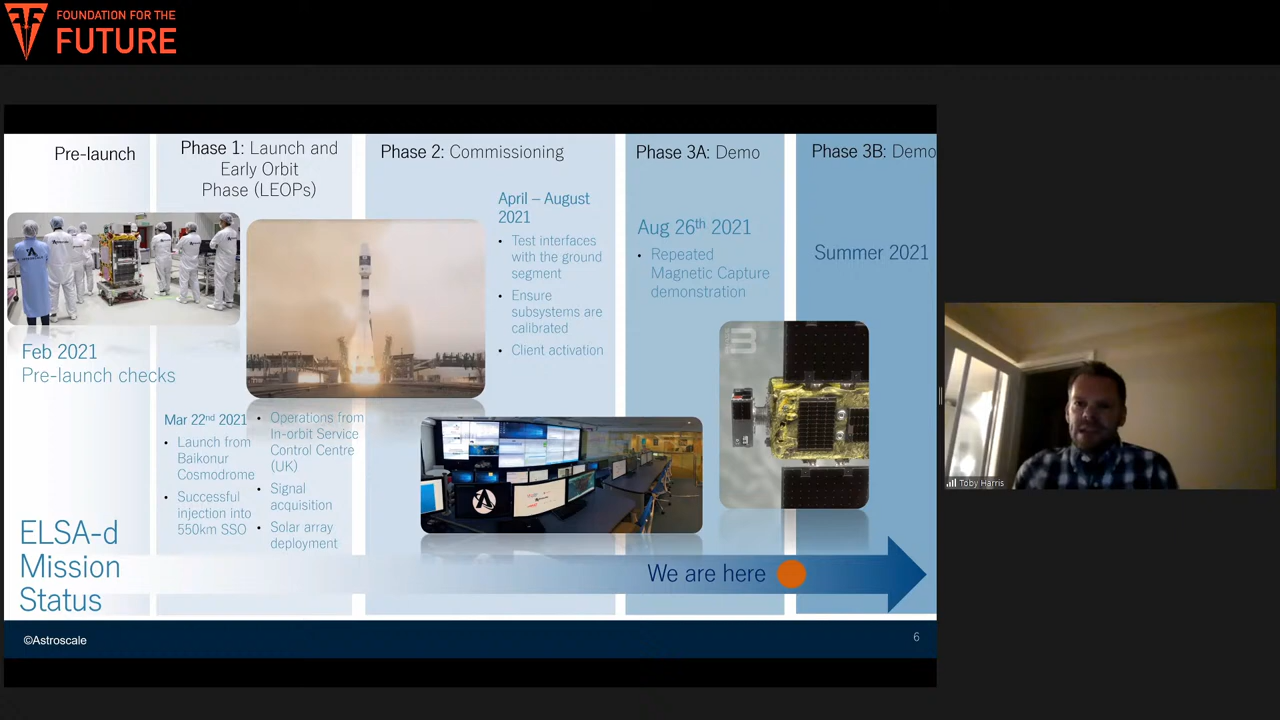 FOUNDATION FOR THE
FUTURE
Pre-launch
Feb 2021
Pre-launch checks
Phase 1: Launch and
Early Orbit
Phase (LEOPs)
Mar 22nd 2021
• Launch from
Baikonur
Cosmodrome
• Successful
injection into
550km SSO
• Operations from
In-orbit Service
Control Centre
(UK)
• Signal
acquisition
• Solar array
deployment
Phase 2: Commissioning
April – August
2021
• Test interfaces
with the ground
segment
• Ensure
subsystems are
calibrated
• Client activation
Phase 3A: Demo
Aug 26th 2021
• Repeated
Magnetic Capture
demonstration
Phase 3B: Demo
Summer 2021
ELSA-d
Mission
Status
We are here
©Astroscale
6
Toby Harris